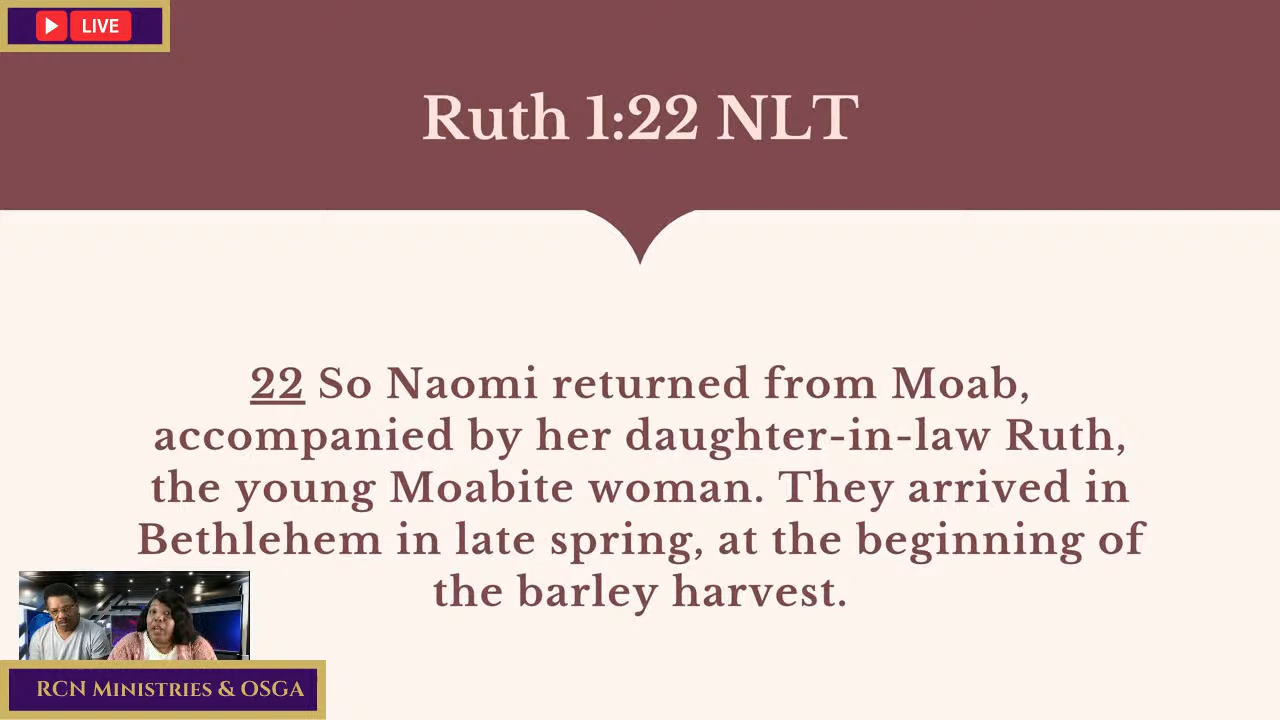 LIVE
Ruth 1:22 NLT
22 So Naomi returned from Moab,
accompanied by her daughter-in-law Ruth,
the young Moabite woman. They arrived in
Bethlehem in late spring, at the beginning of
the barley harvest.
RCN Ministries & OSGA